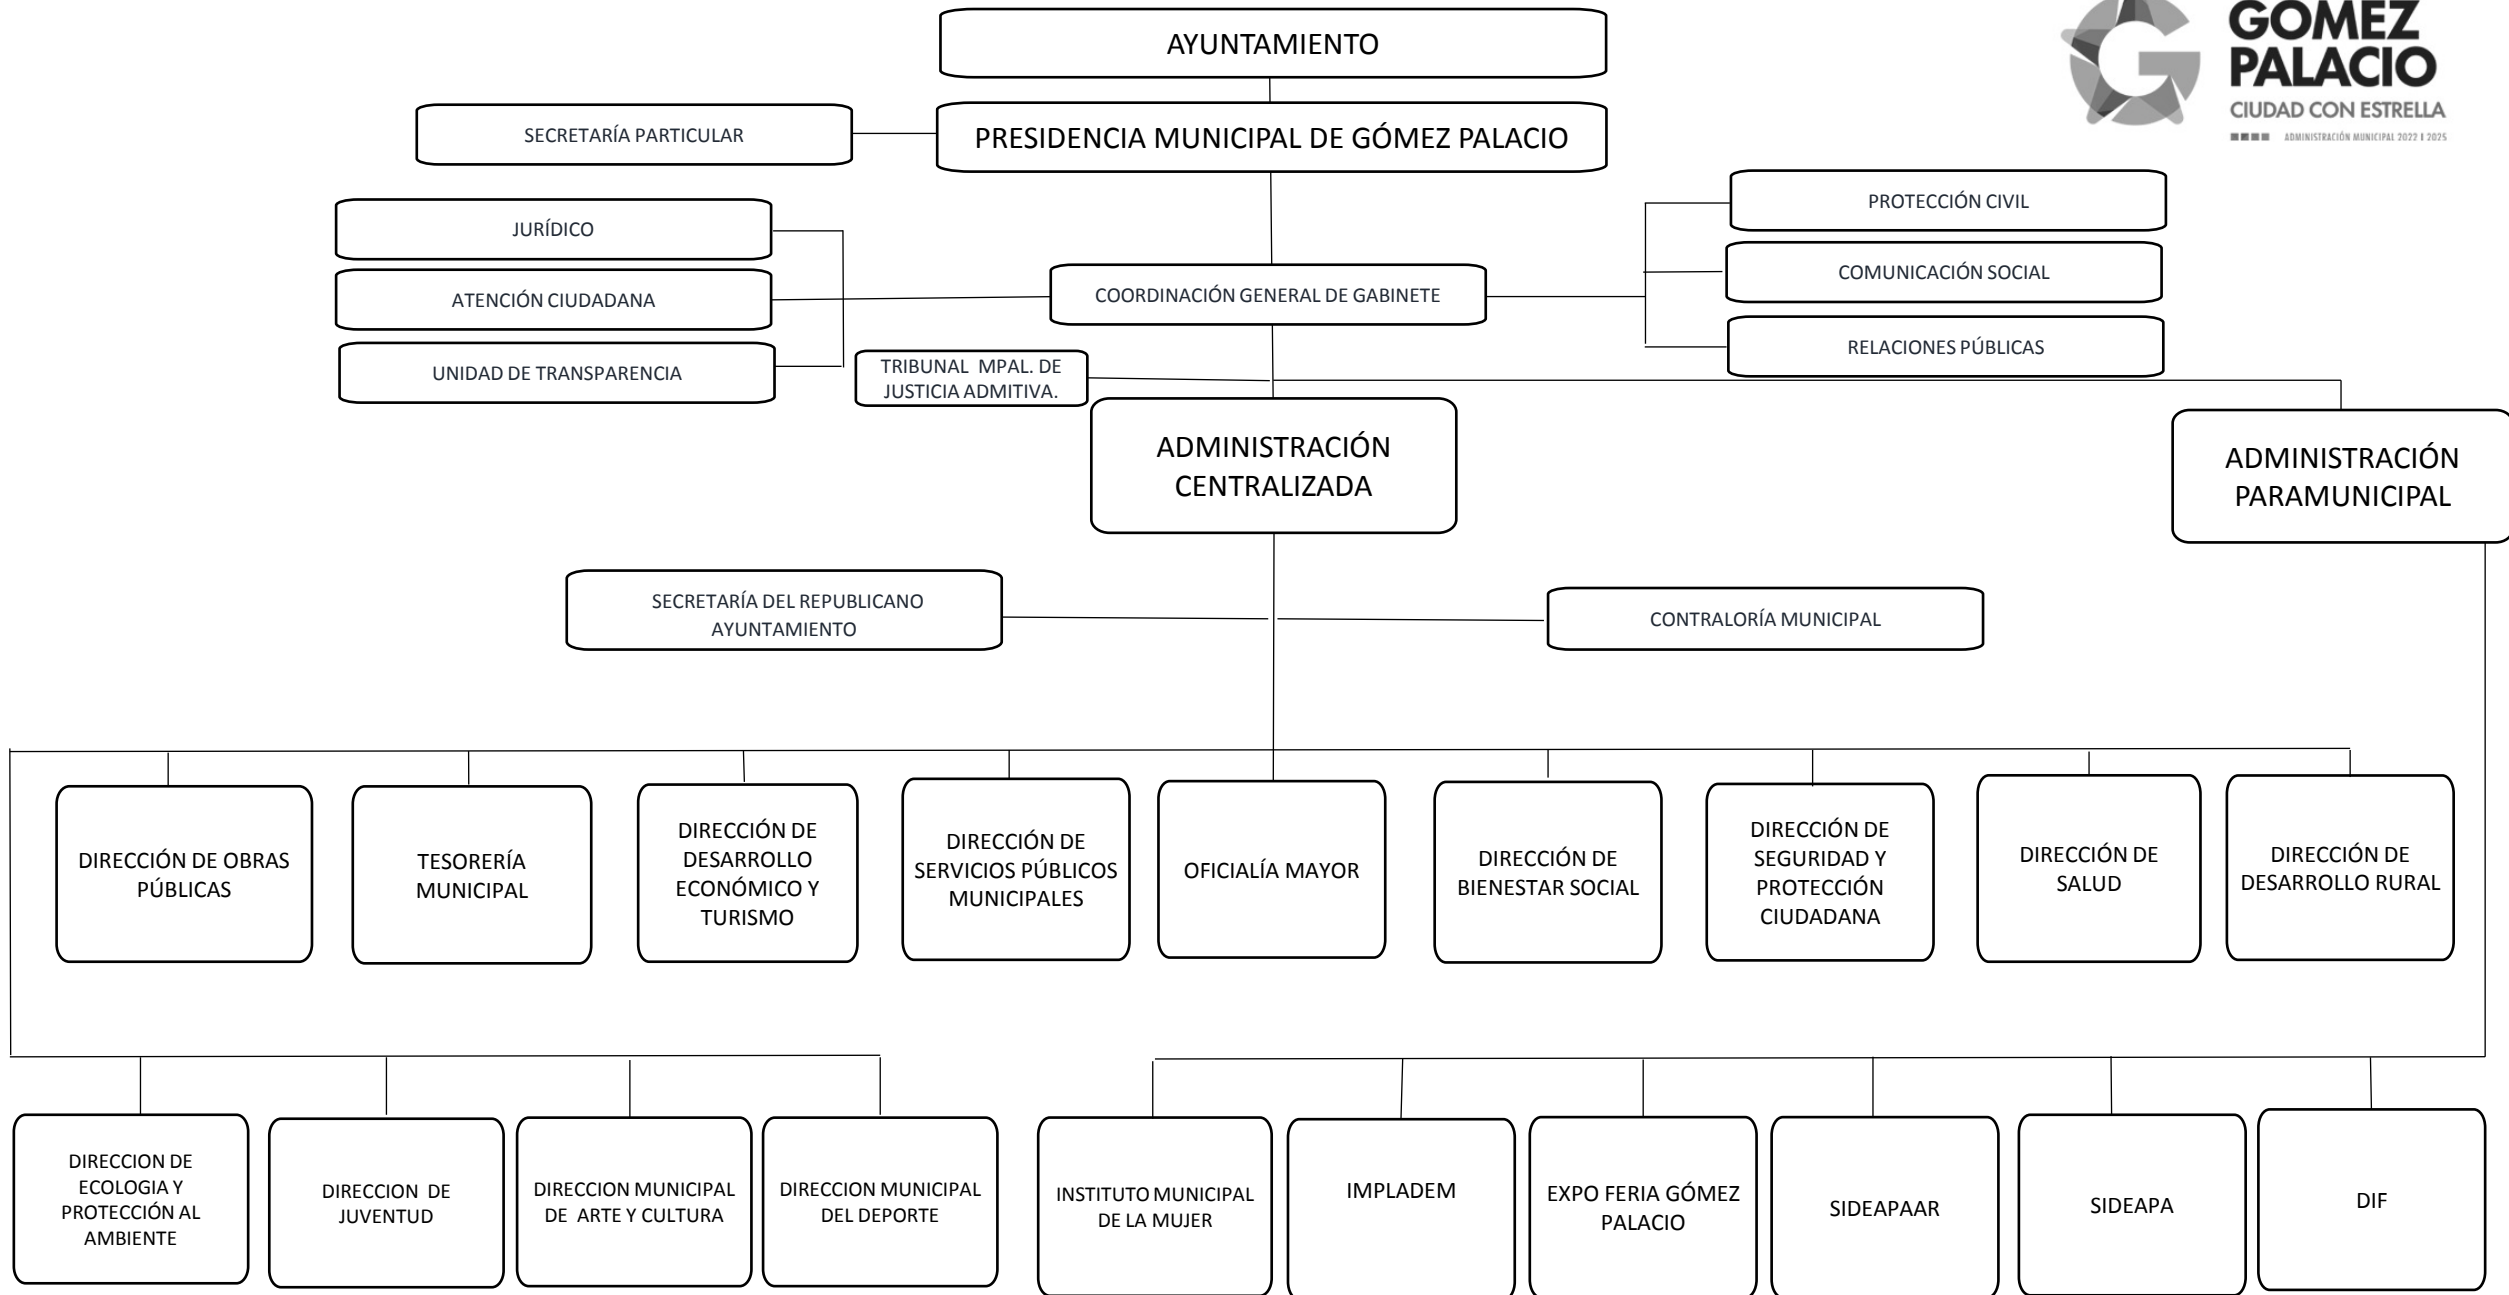 GOMEZ
PALACIO
CIUDAD CON ESTRELLA
ADMINISTRACIÓN MUNICIPAL 2022 | 2025
AYUNTAMIENTO
SECRETARÍA PARTICULAR
PRESIDENCIA MUNICIPAL DE GÓMEZ PALACIO
JURÍDICO
ATENCIÓN CIUDADANA
UNIDAD DE TRANSPARENCIA
COORDINACIÓN GENERAL DE GABINETE
PROTECCIÓN CIVIL
COMUNICACIÓN SOCIAL
RELACIONES PÚBLICAS
TRIBUNAL MPAL. DE
JUSTICIA ADMITIVA.
ADMINISTRACIÓN
CENTRALIZADA
ADMINISTRACIÓN
PARAMUNICIPAL
SECRETARÍA DEL REPUBLICANO
AYUNTAMIENTO
CONTRALORÍA MUNICIPAL
DIRECCIÓN DE OBRAS
PÚBLICAS
TESORERÍA
MUNICIPAL
DIRECCIÓN DE
DESARROLLO
ECONÓMICO Y
TURISMO
DIRECCIÓN DE
SERVICIOS PÚBLICOS
MUNICIPALES
OFICIALÍA MAYOR
DIRECCIÓN DE
BIENESTAR SOCIAL
DIRECCIÓN DE
SEGURIDAD Y
PROTECCIÓN
CIUDADANA
DIRECCIÓN DE
SALUD
DIRECCIÓN DE
DESARROLLO RURAL
DIRECCION DE
ECOLOGIA Y
PROTECCIÓN AL
AMBIENTE
DIRECCION DE
JUVENTUD
DIRECCION MUNICIPAL
DE ARTE Y CULTURA
DIRECCION MUNICIPAL
DEL DEPORTE
INSTITUTO MUNICIPAL
DE LA MUJER
IMPLADEM
EXPO FERIA GÓMEZ
PALACIO
SIDEAPAAR
SIDEAPA
DIF